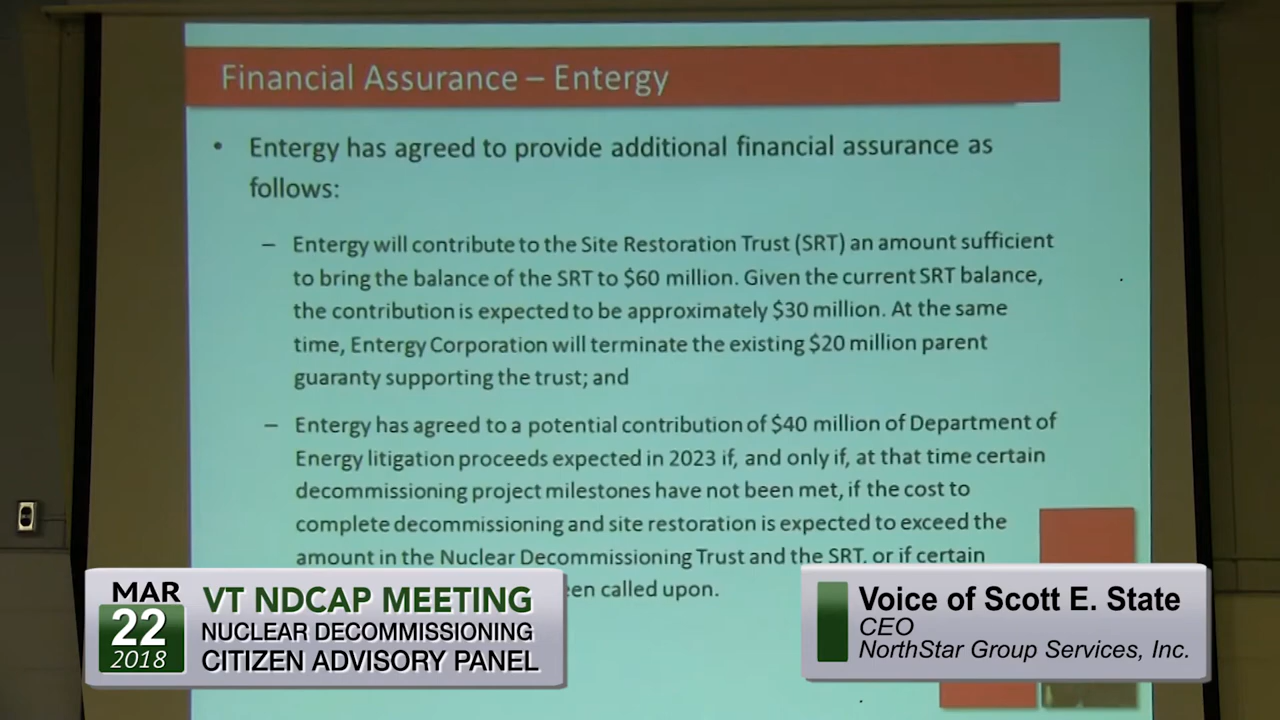 Financial Assurance – Entergy
• Entergy has agreed to provide additional financial assurance as
follows:
– Entergy will contribute to the Site Restoration Trust (SRT) an amount sufficient
to bring the balance of the SRT to $60 million. Given the current SRT balance,
the contribution is expected to be approximately $30 million. At the same
time, Entergy Corporation will terminate the existing $20 million parent
guaranty supporting the trust; and
– Entergy has agreed to a potential contribution of $40 million of Department of
Energy litigation proceeds expected in 2023 if, and only if, at that time certain
decommissioning project milestones have not been met, if the cost to
complete decommissioning and site restoration is expected to exceed the
amount in the Nuclear Decommissioning Trust and the SRT, or if certain
called upon.
MAR
22
2018
VT NDCAP MEETING
NUCLEAR DECOMMISSIONING
CITIZEN ADVISORY PANEL
Voice of Scott E. State
CEO
NorthStar Group Services, Inc.